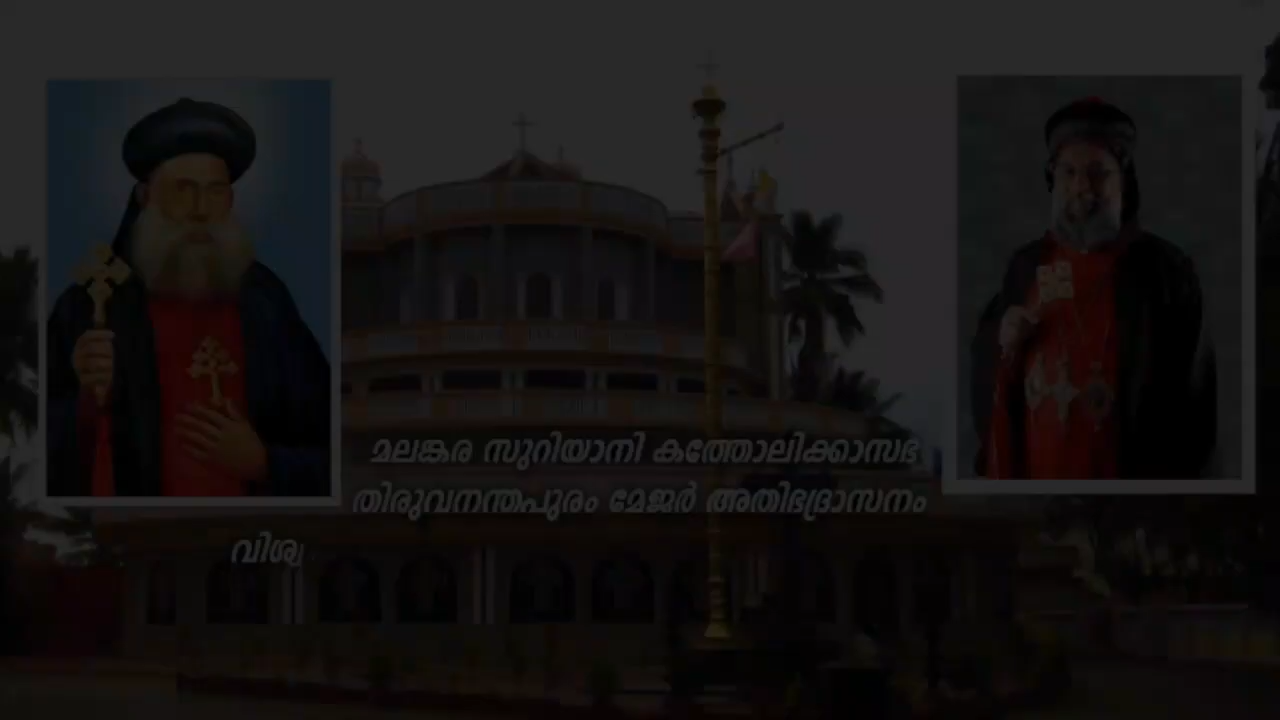 മലങ്കര സുറിയാനി കത്തോലിക്കാസഭ
തിരുവനന്തപുരം മേജർ അതിഭദ്രാസനം
വിശ്വ